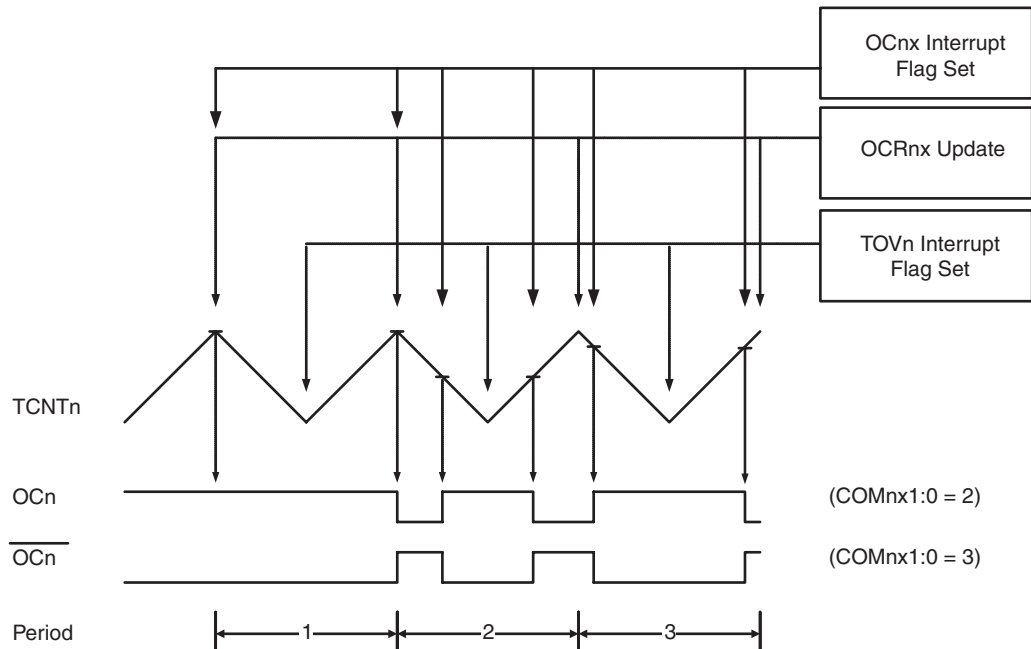 OCnx Interrupt
Flag Set
OCRnx Update
TOVn Interrupt
Flag Set
TCNTn
OCn
(COMnx1:0 = 2)
OCn
(COMnx1:0 = 3)
Period
1
2
3